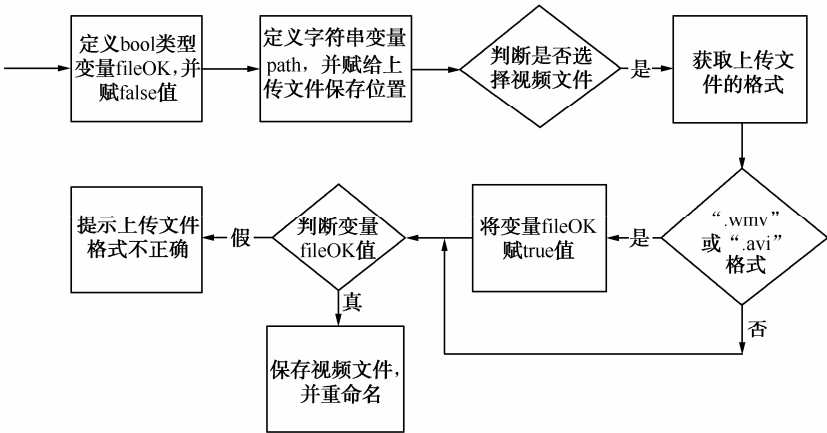 定义bool类型
变量fileOK，并
赋false值
定义字符串变量
path，并赋给上
传文件保存位置
判断是否选
择视频文件
是
获取上传文
件的格式
“.wmv”
或“.avi”
格式
是
否
将变量fileOK
赋true值
判断变量
fileOK值
假
提示上传文件
格式不正确
真
保存视频文件，
并重命名